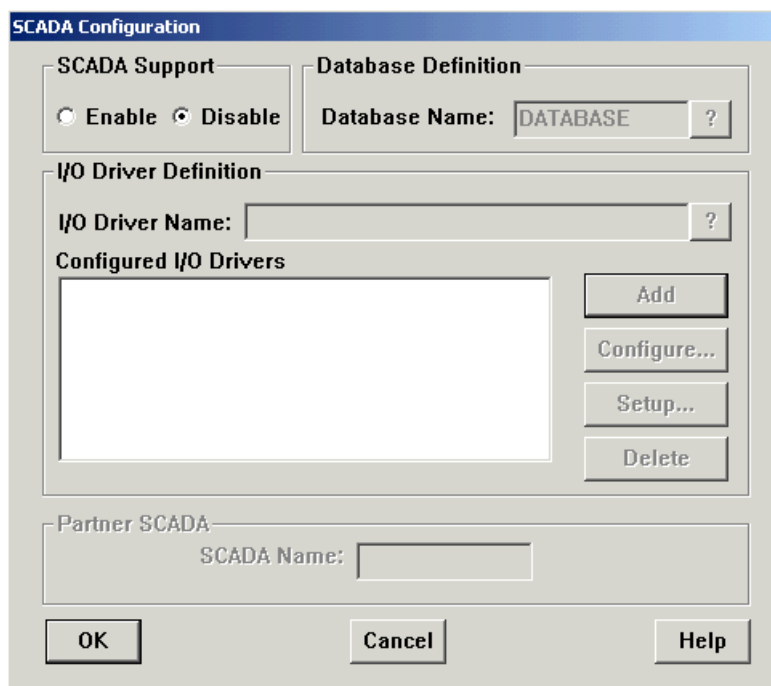 SCADA Configuration
SCADA Support
Enable Disable
Database Definition
Database Name: DATABASE ?
I/O Driver Definition
I/O Driver Name: ?
Configured I/O Drivers
Add
Configure...
Setup...
Delete
Partner SCADA
SCADA Name:
OK Cancel Help